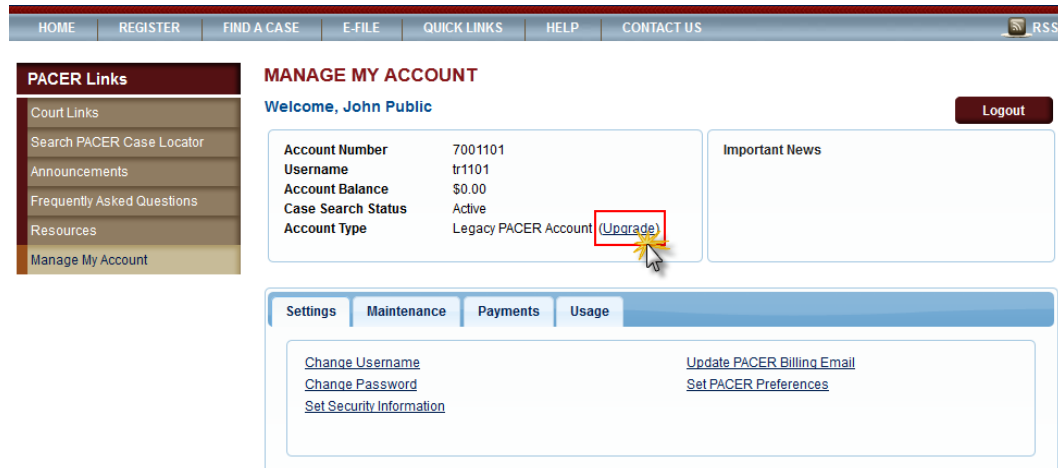 HOME REGISTER FIND A CASE E-FILE QUICK LINKS HELP CONTACT US RSS
PACER Links
Court Links
Search PACER Case Locator
Announcements
Frequently Asked Questions
Resources
Manage My Account
MANAGE MY ACCOUNT
Welcome, John Public
Logout
Account Number 7001101
Username tr1101
Account Balance $0.00
Case Search Status Active
Account Type Legacy PACER Account (Upgrade)
Important News
Settings Maintenance Payments Usage
Change Username
Change Password
Set Security Information
Update PACER Billing Email
Set PACER Preferences